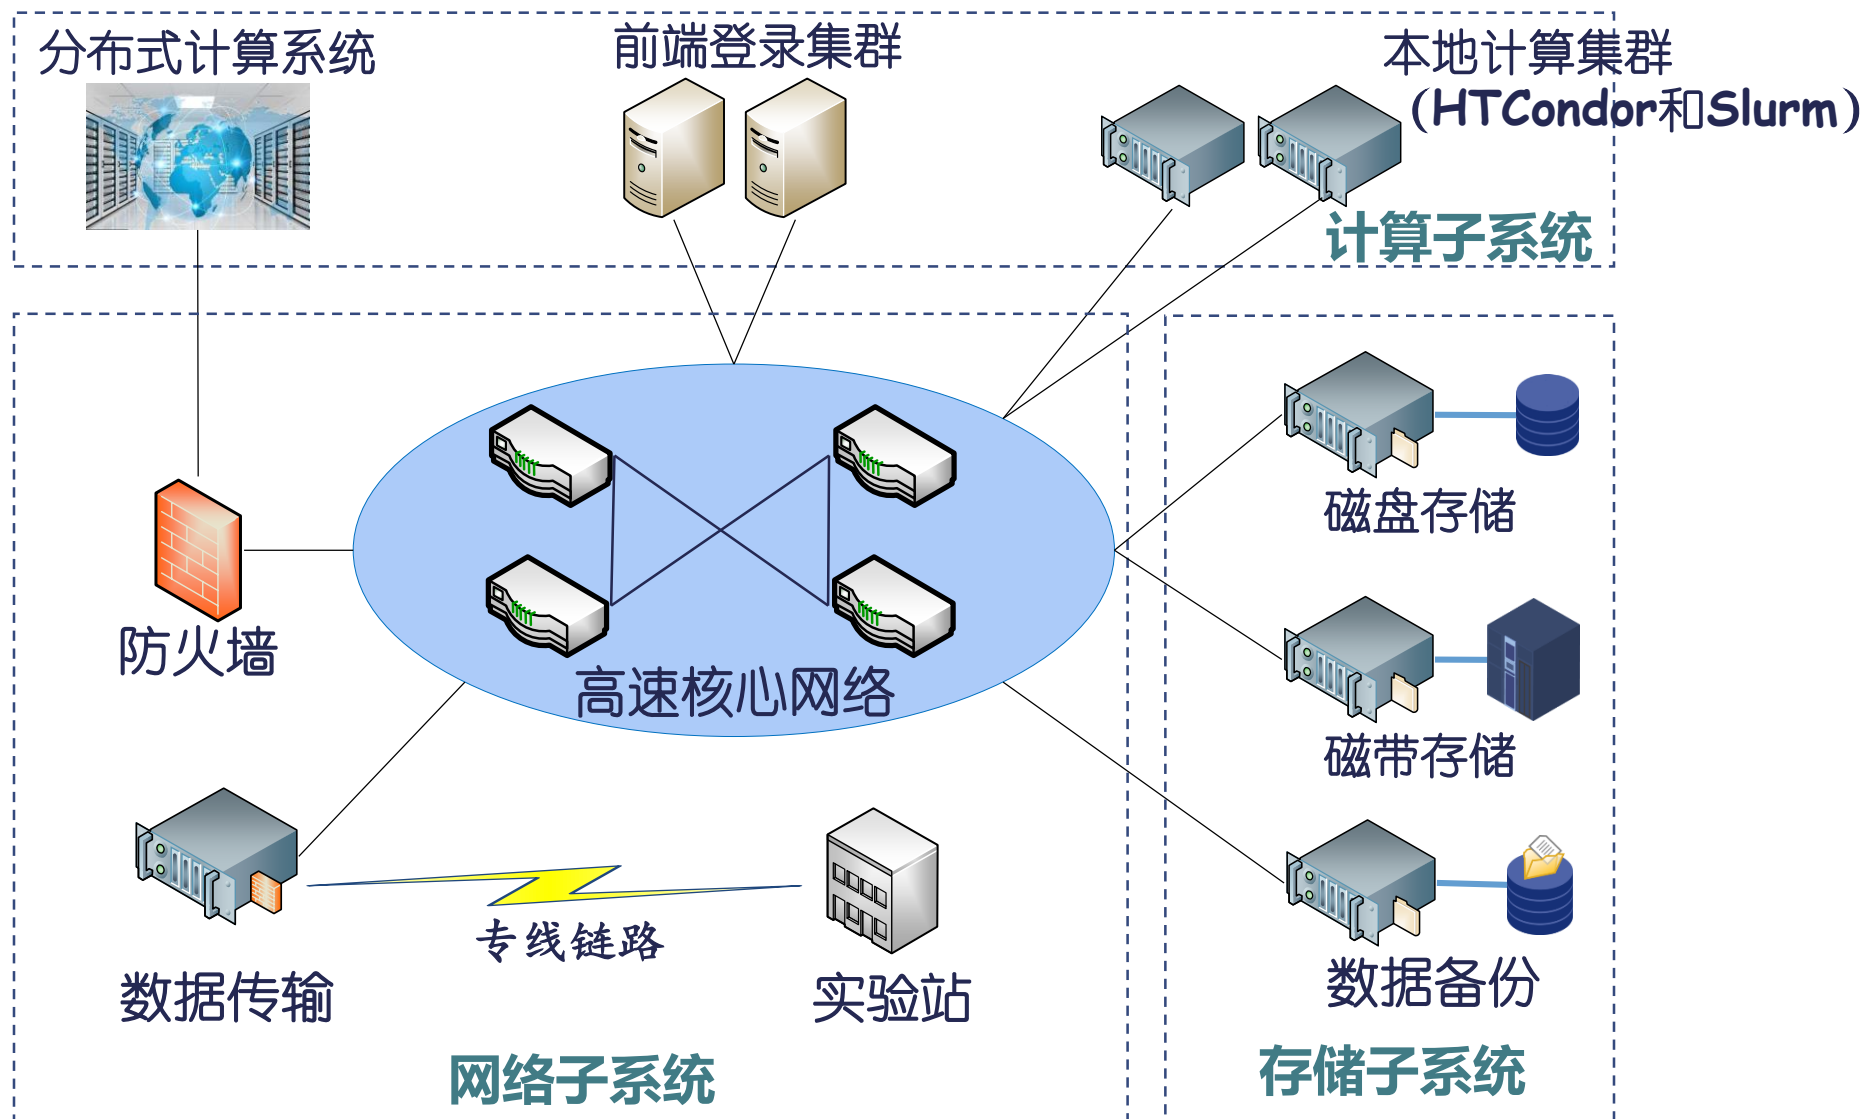 分布式计算系统
前端登录集群
本地计算集群
（HTCondor和Slurm）
计算子系统
磁盘存储
防火墙
高速核心网络
磁带存储
专线链路
数据传输
实验站
数据备份
网络子系统
存储子系统